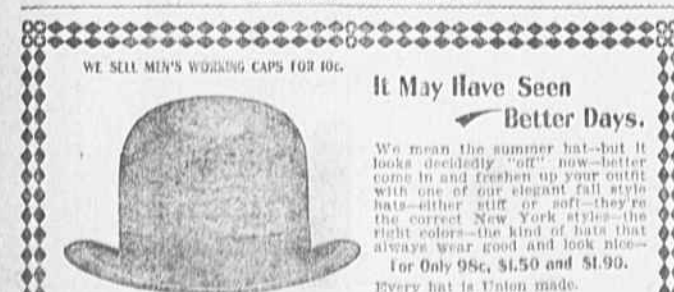 WE SELL MEN'S WORKING CAPS FOR 10c.
It May Have Seen
Better Days.
We mean the summer hat--but it
looks decidedly "off" now--better
come in and freshen up your outfit
with one of our elegant fall style
hats--either stiff or soft--they're
the correct New York styles--the
right colors--the kind of hats that
always wear good and look nice--
For Only 98c, $1.50 and $1.90.
Every hat is Union made.